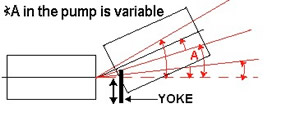 ∡A in the pump is variable
A
YOKE